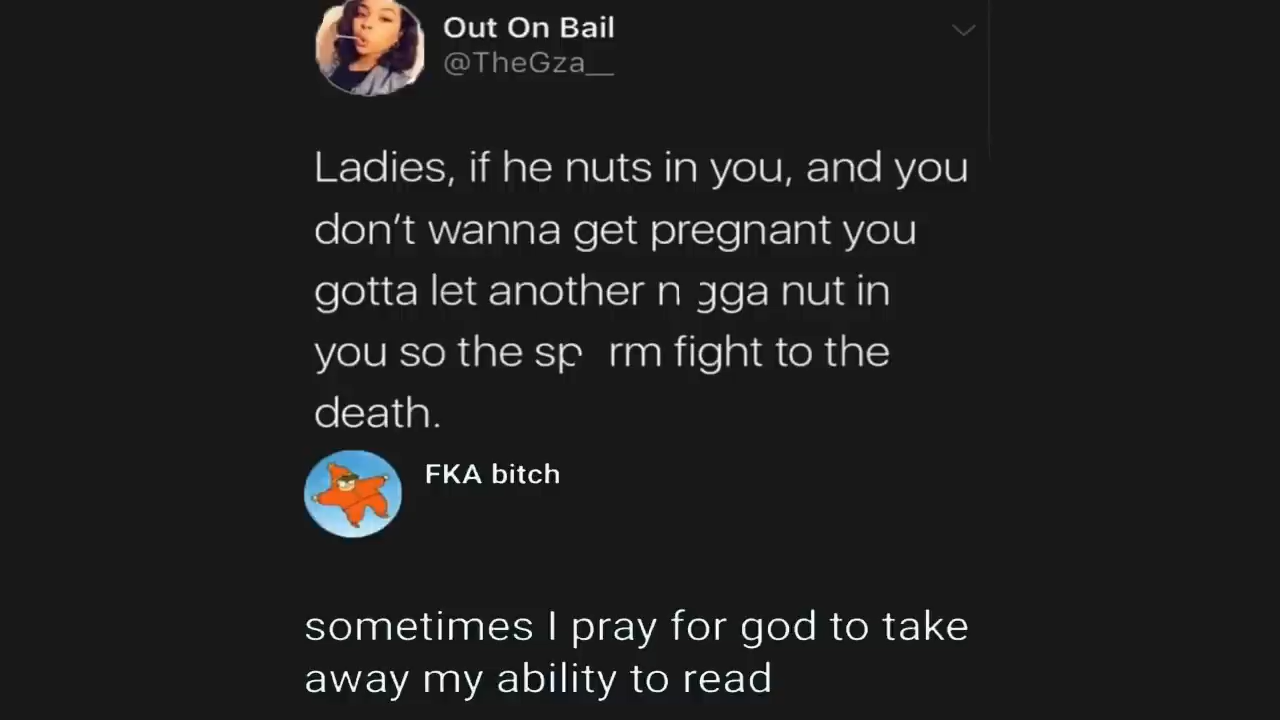 Out On Bail
@TheGza__
Ladies, if he nuts in you, and you
don't wanna get pregnant you
gotta let another n gga nut in
you so the sp rm fight to the
death.
FKA bitch
sometimes I pray for god to take
away my ability to read